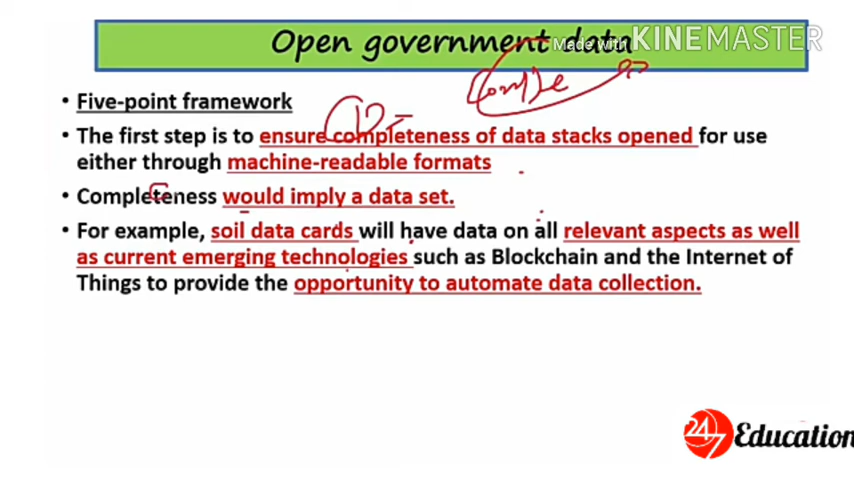 Open government data
Made with KINEMASTER
Comple
• Five-point framework
• The first step is to ensure completeness of data stacks opened for use
either through machine-readable formats
• Completeness would imply a data set.
• For example, soil data cards will have data on all relevant aspects as well
as current emerging technologies such as Blockchain and the Internet of
Things to provide the opportunity to automate data collection.
24/7 Education